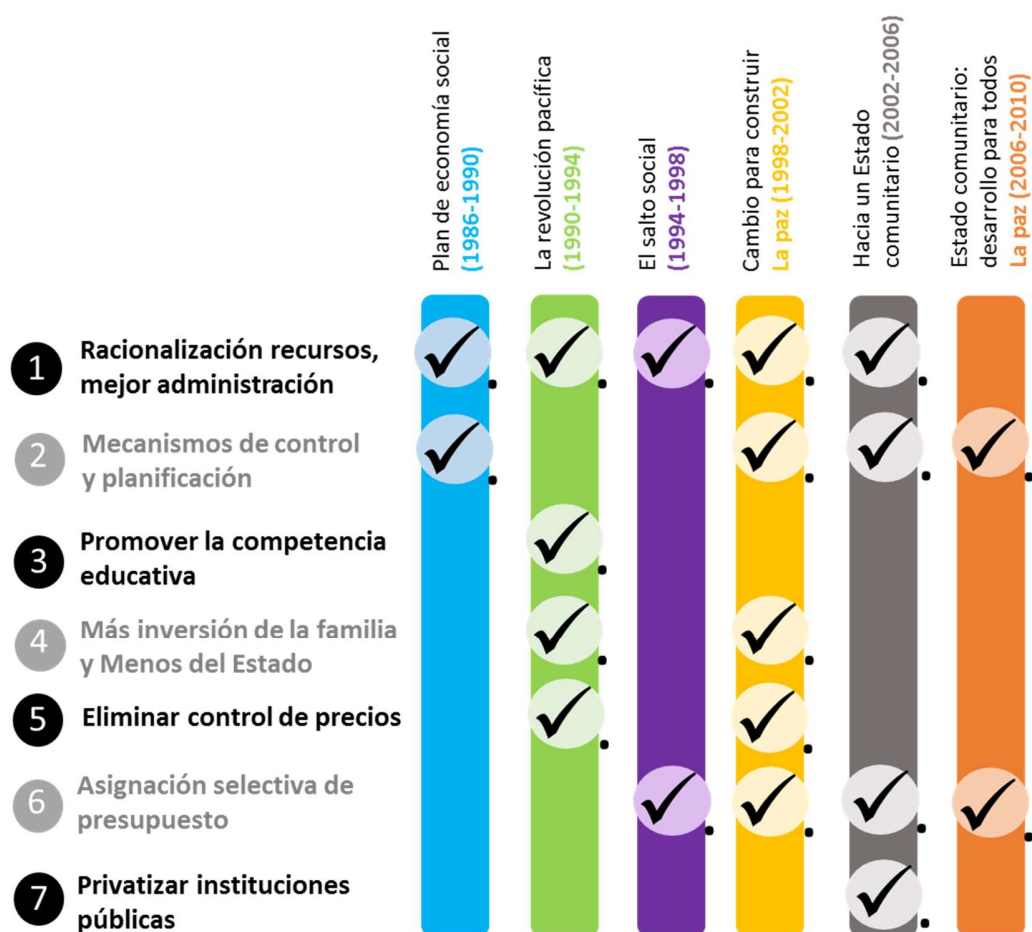 Plan de economía social
(1986-1990)
La revolución pacífica
(1990-1994)
El salto social
(1994-1998)
Cambio para construir
La paz (1998-2002)
Hacia un Estado
comunitario (2002-2006)
Estado comunitario:
desarrollo para todos
La paz (2006-2010)
1
Racionalización recursos,
mejor administración
2
Mecanismos de control
y planificación
3
Promover la competencia
educativa
4
Más inversión de la familia
y Menos del Estado
5
Eliminar control de precios
6
Asignación selectiva de
presupuesto
7
Privatizar instituciones
públicas